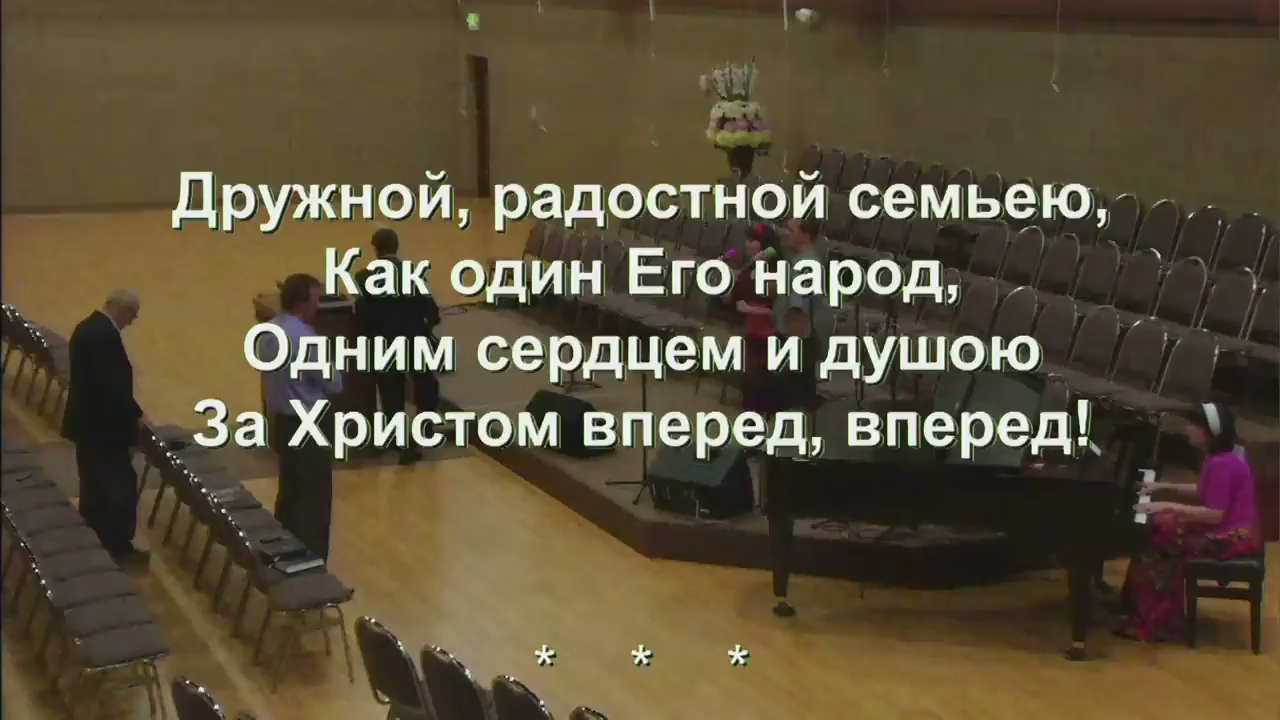 Дружной, радостной семьею,
Как один Его народ,
Одним сердцем и душою
За Христом вперед, вперед!
* * *